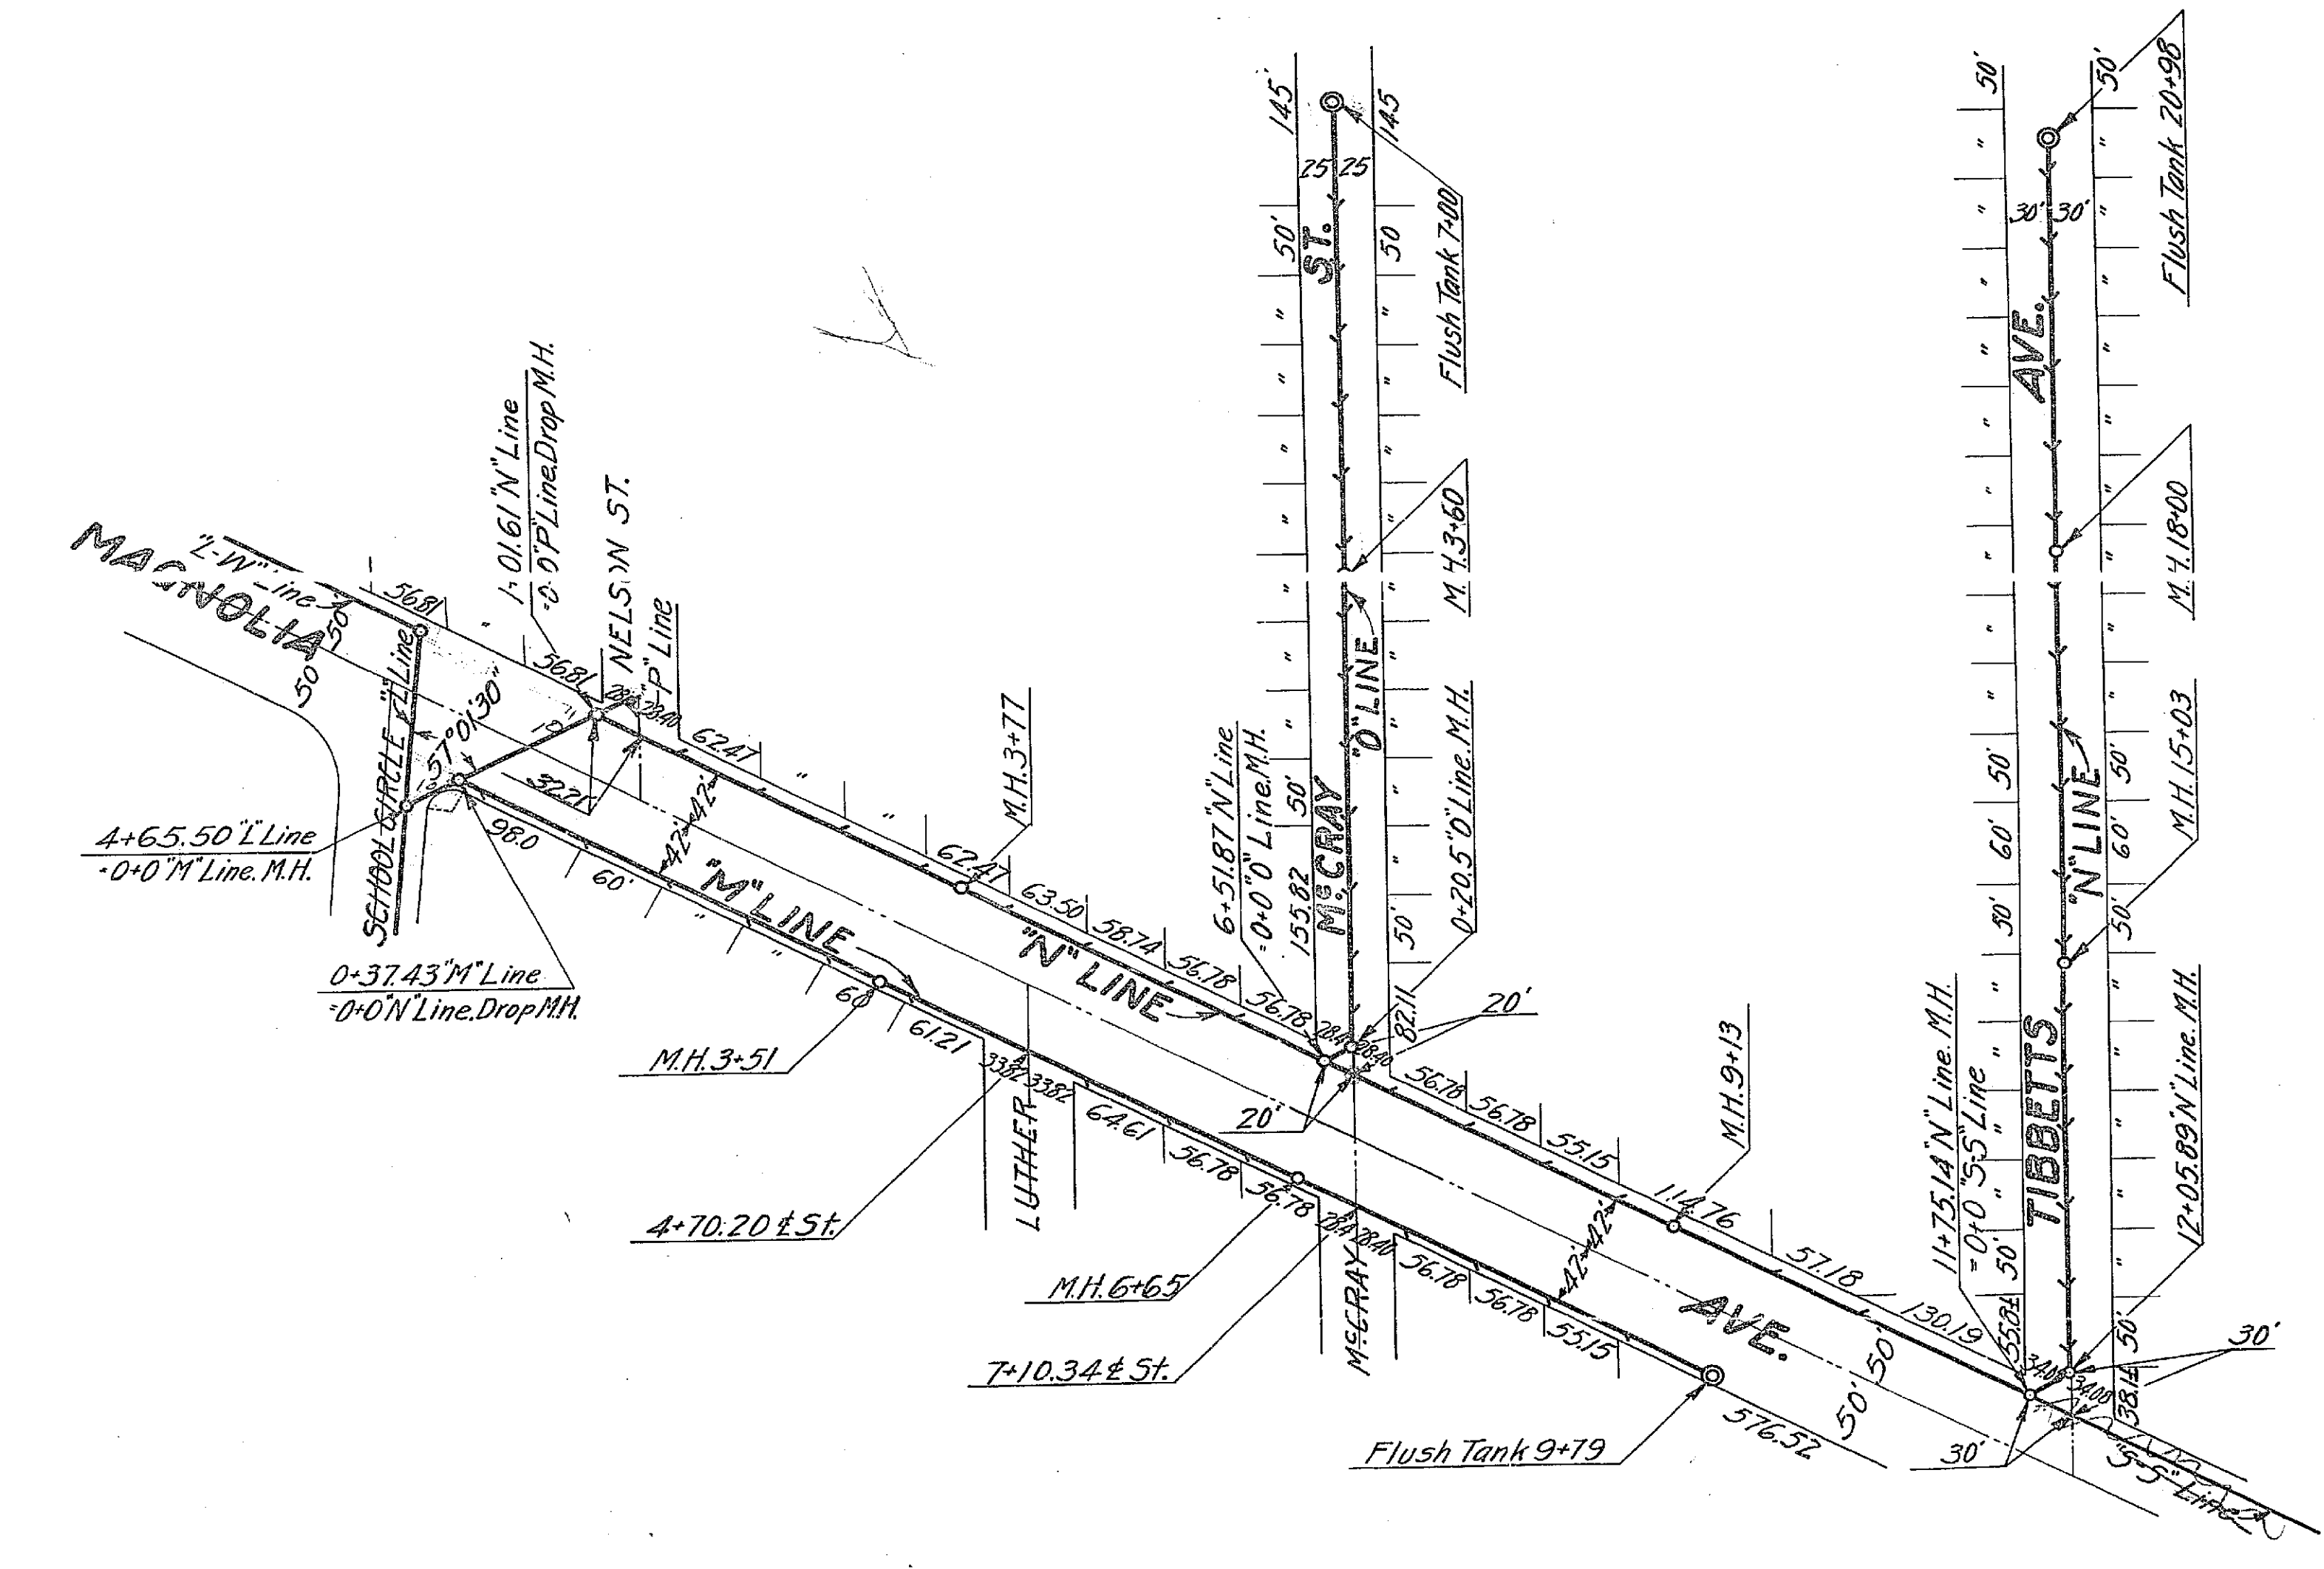 MAGNOLIA
"L-W" Line
50
50
5681
"
5681
1+01.61 "N" Line
=0+0 "P" Line. Drop M.H.
NELSON ST.
"P" Line
28.40
SCHOOL CIRCLE
"L" Line
57°01'30"
32.71
4+65.50 "L" Line
=0+0 "M" Line. M.H.
0+37.43 "M" Line
=0+0 "N" Line. Drop M.H.
98.0
60'
"
"
60
62.47
"
"
62.47
M.H. 3+77
42' 42'
"M" LINE
"N" LINE
63.50
58.74
56.78
56.78
28.4
28.40
M.H. 3+51
61.21
33.82
33.82
LUTHER
64.61
56.78
56.78
28.4
28.40
4+70.20 ₵ St.
M.H. 6+65
7+10.34 ₵ St.
McCRAY
56.78
56.78
55.15
Flush Tank 9+79
576.52
6+51.87 "N" Line
=0+0 "O" Line. M.H.
155.82
50'
McCRAY
ST.
145'
145
25
25
50'
50
"
"
"
"
"
"
Flush Tank 7+00
M.H. 3+60
"O" LINE
0+20.5 "O" Line. M.H.
50'
82.11
20'
20'
56.78
56.78
55.15
114.76
M.H. 9+13
57.18
130.19
42' 42'
AVE.
50'
50'
11+75.14 "N" Line. M.H.
=0+0 "S-S" Line
50'
50'
30'
30'
AVE.
TIBBETTS
Flush Tank 20+98
M.H. 18+00
M.H. 15+03
"N" LINE
50'
60'
50'
50'
60'
50'
12+05.89 "N" Line. M.H.
50'
55.84
34.08
34.08
50'
38.14
30'
30'
"S-S" Line